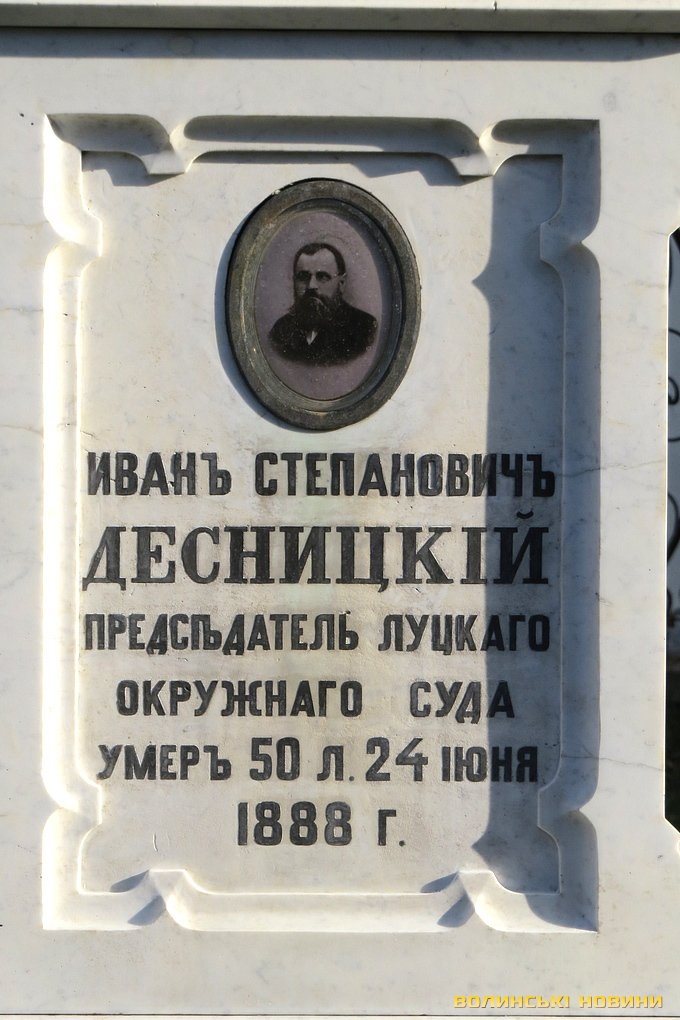 ИВАНЪ СТЕПАНОВИЧЪ
ДЕСНИЦКІЙ
ПРЕДСѢДАТЕЛЬ ЛУЦКАГО
ОКРУЖНАГО СУДА
УМЕРЪ 50 Л. 24 ІЮНЯ
1888 Г.
ВОЛИНСЬКІ НОВИНИ